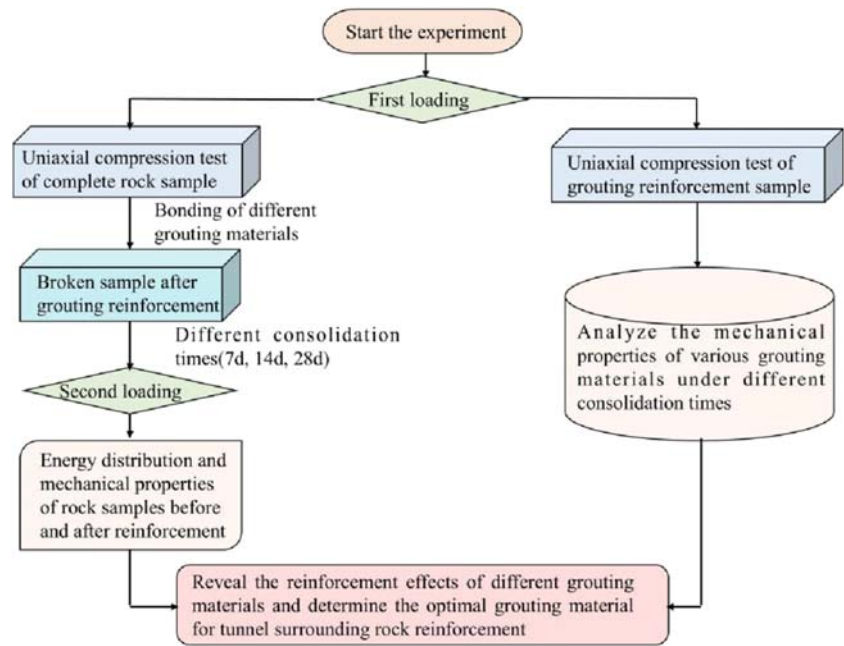 Start the experiment
First loading
Uniaxial compression test
of complete rock sample
Uniaxial compression test of
grouting reinforcement sample
Bonding of different
grouting materials
Broken sample after
grouting reinforcement
Different consolidation
times(7d, 14d, 28d)
Analyze the mechanical
properties of various grouting
materials under different
consolidation times
Second loading
Energy distribution and
mechanical properties
of rock samples before
and after reinforcement
Reveal the reinforcement effects of different grouting
materials and determine the optimal grouting material
for tunnel surrounding rock reinforcement